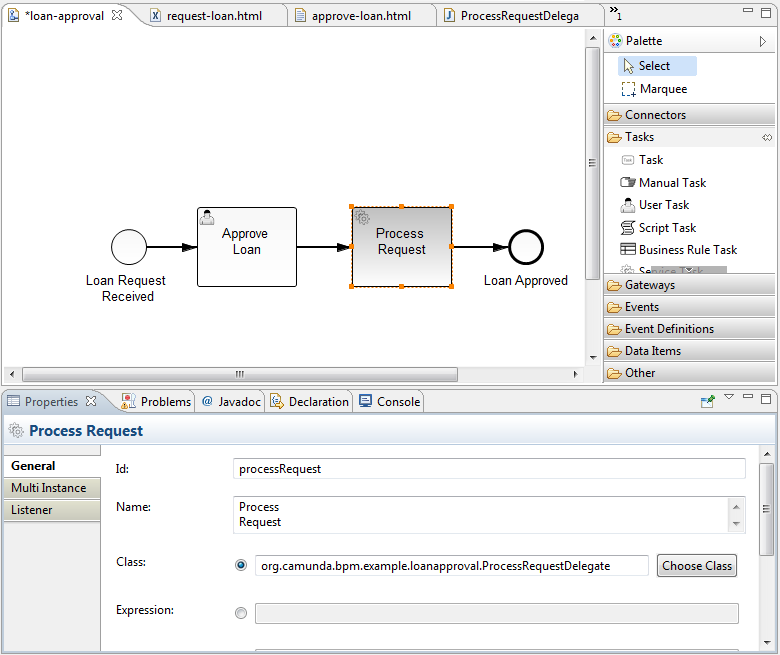 *loan-approval
request-loan.html
approve-loan.html
ProcessRequestDelega
»1
Palette
Select
Marquee
Connectors
Tasks
Task
Manual Task
User Task
Script Task
Business Rule Task
Service Task
Gateways
Events
Event Definitions
Data Items
Other
Loan Request
Received
Approve
Loan
Process
Request
Loan Approved
Properties
Problems
@ Javadoc
Declaration
Console
Process Request
General
Multi Instance
Listener
Id:
processRequest
Name:
Process
Request
Class:
org.camunda.bpm.example.loanapproval.ProcessRequestDelegate
Choose Class
Expression: